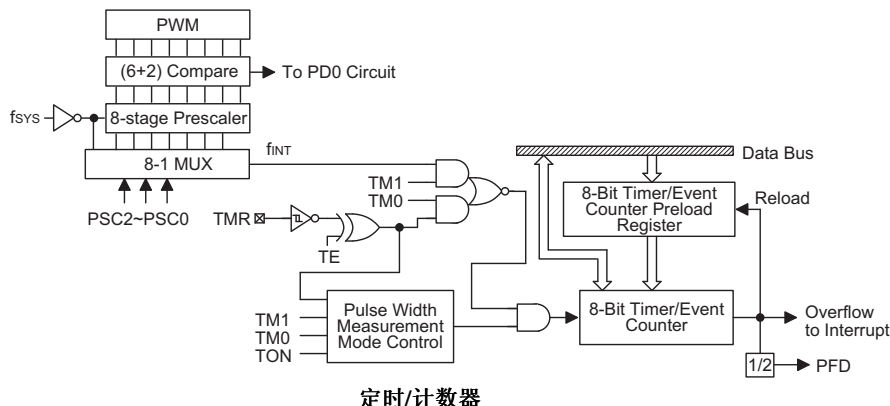 PWM
(6+2) Compare
To PD0 Circuit
fSYS
8-stage Prescaler
8-1 MUX
fINT
PSC2~PSC0
TM1
TM0
TMR
TE
Data Bus
8-Bit Timer/Event
Counter Preload
Register
Reload
TM1
TM0
TON
Pulse Width
Measurement
Mode Control
8-Bit Timer/Event
Counter
Overflow
to Interrupt
1/2
PFD
定时/计数器